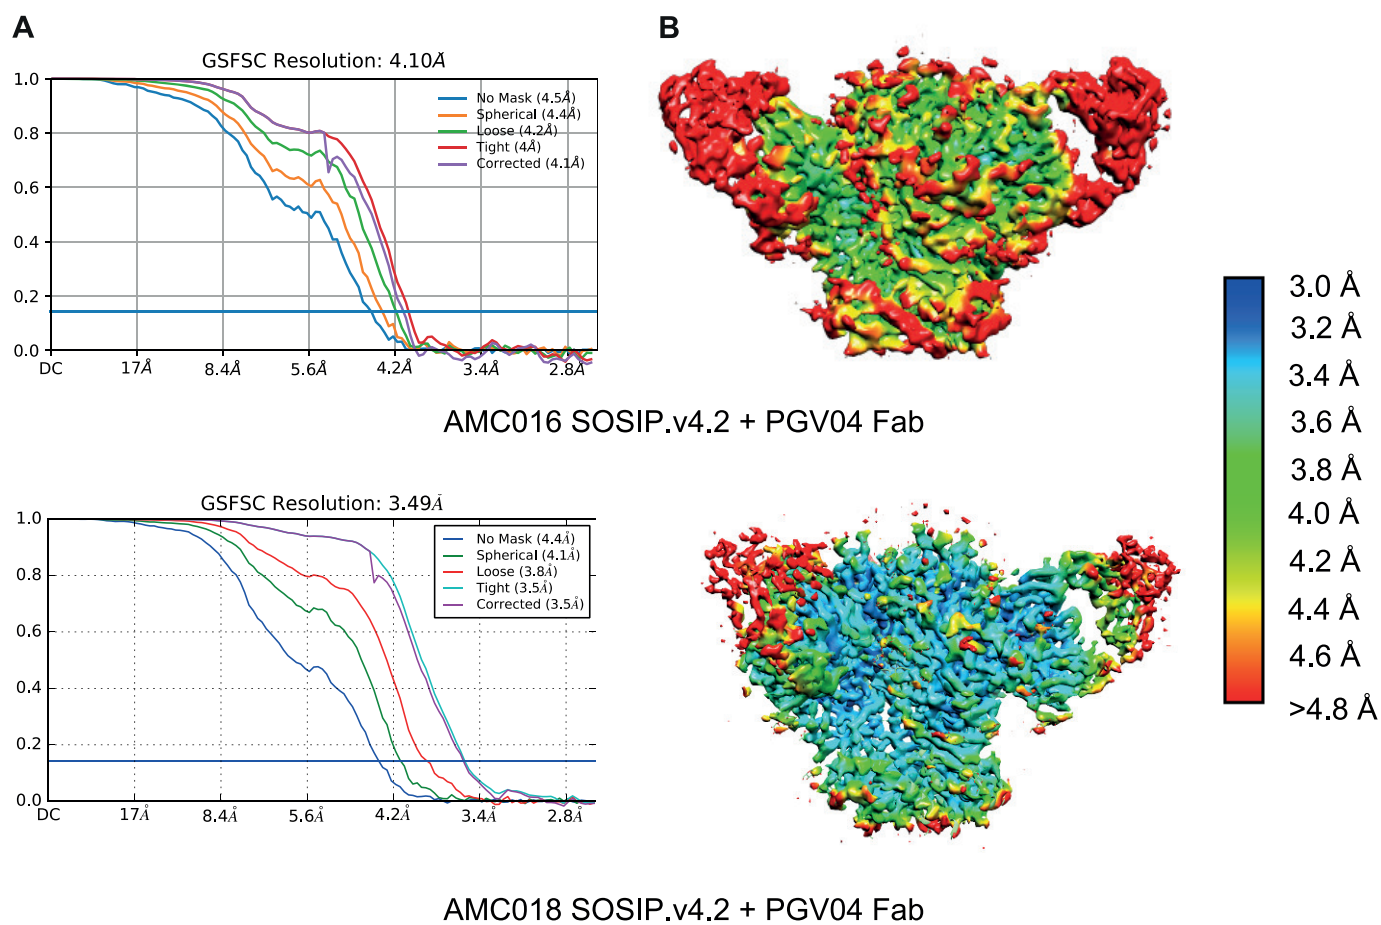 A
B
GSFSC Resolution: 4.10Å
1.0
0.8
0.6
0.4
0.2
0.0
No Mask (4.5Å)
Spherical (4.4Å)
Loose (4.2Å)
Tight (4Å)
Corrected (4.1Å)
DC 17Å 8.4Å 5.6Å 4.2Å 3.4Å 2.8Å
AMC016 SOSIP.v4.2 + PGV04 Fab
GSFSC Resolution: 3.49Å
1.0
0.8
0.6
0.4
0.2
0.0
No Mask (4.4Å)
Spherical (4.1Å)
Loose (3.8Å)
Tight (3.5Å)
Corrected (3.5Å)
DC 17Å 8.4Å 5.6Å 4.2Å 3.4Å 2.8Å
AMC018 SOSIP.v4.2 + PGV04 Fab
3.0 Å
3.2 Å
3.4 Å
3.6 Å
3.8 Å
4.0 Å
4.2 Å
4.4 Å
4.6 Å
>4.8 Å